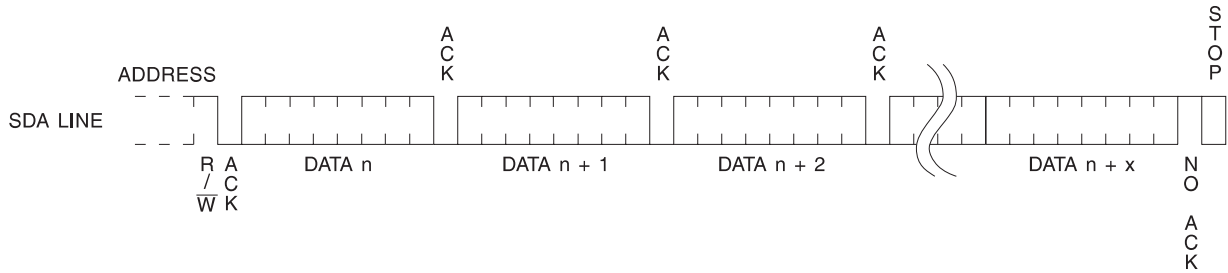 ADDRESS
SDA LINE
R/W
ACK
DATA n
ACK
DATA n + 1
ACK
DATA n + 2
ACK
DATA n + x
NO ACK
STOP